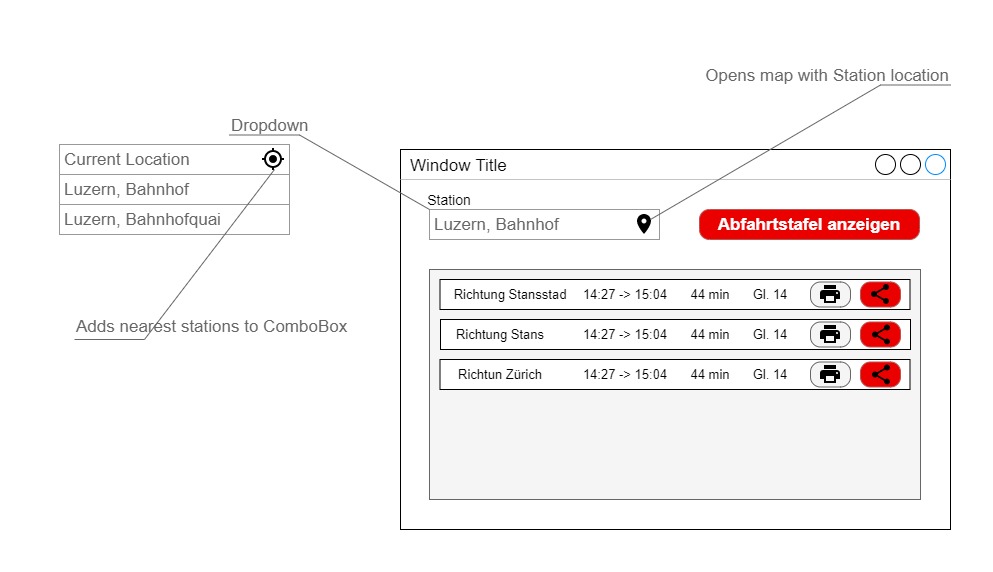 Opens map with Station location
Dropdown
Current Location
Luzern, Bahnhof
Luzern, Bahnhofquai
Adds nearest stations to ComboBox
Window Title
Station
Luzern, Bahnhof
Abfahrtstafel anzeigen
Richtung Stansstad 14:27 -> 15:04 44 min Gl. 14
Richtung Stans 14:27 -> 15:04 44 min Gl. 14
Richtun Zürich 14:27 -> 15:04 44 min Gl. 14